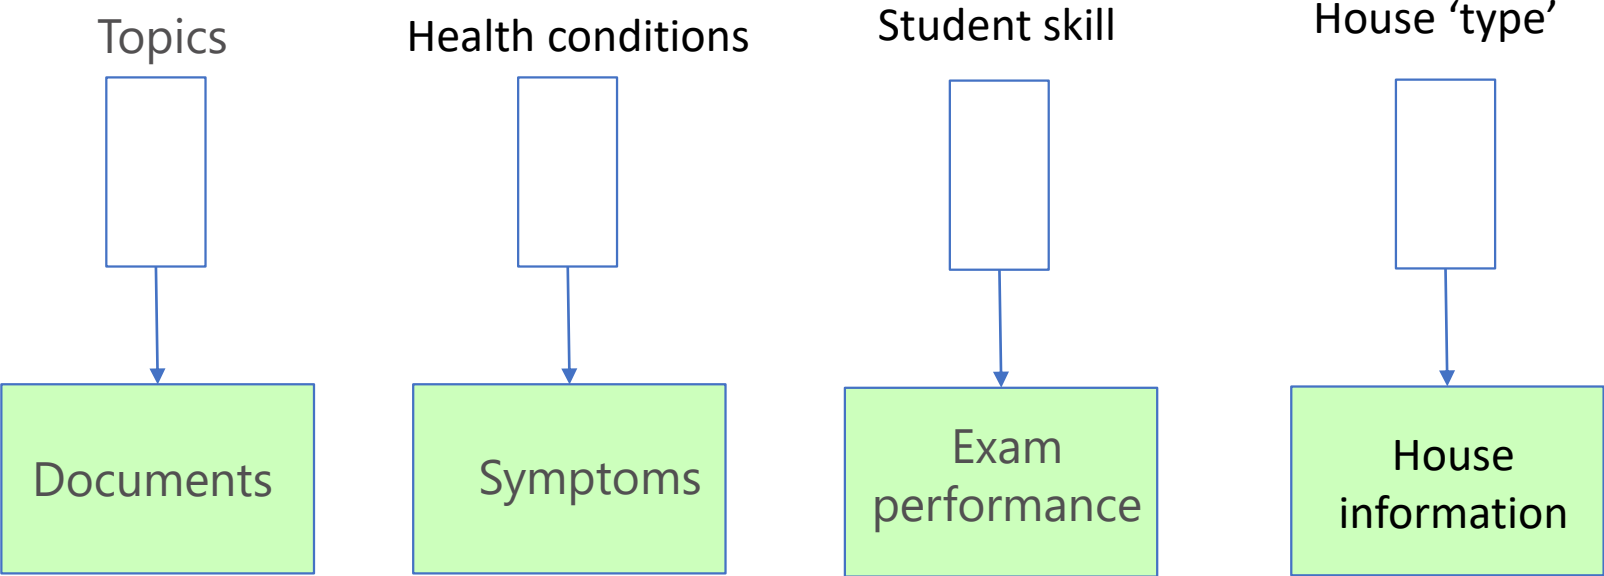 Topics
Health conditions
Student skill
House ‘type’
Documents
Symptoms
Exam
performance
House
information